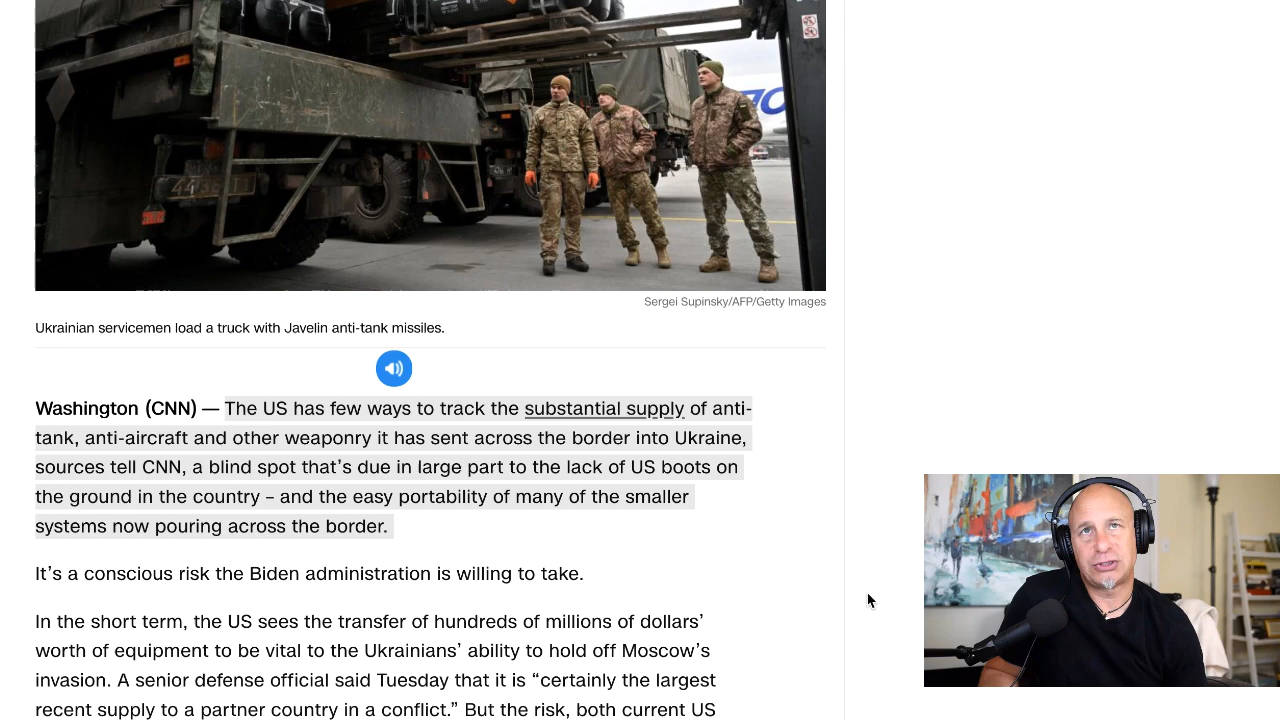 Sergei Supinsky/AFP/Getty Images
Ukrainian servicemen load a truck with Javelin anti-tank missiles.
Washington (CNN) — The US has few ways to track the substantial supply of anti-
tank, anti-aircraft and other weaponry it has sent across the border into Ukraine,
sources tell CNN, a blind spot that’s due in large part to the lack of US boots on
the ground in the country – and the easy portability of many of the smaller
systems now pouring across the border.
It’s a conscious risk the Biden administration is willing to take.
In the short term, the US sees the transfer of hundreds of millions of dollars’
worth of equipment to be vital to the Ukrainians’ ability to hold off Moscow’s
invasion. A senior defense official said Tuesday that it is “certainly the largest
recent supply to a partner country in a conflict.” But the risk, both current US